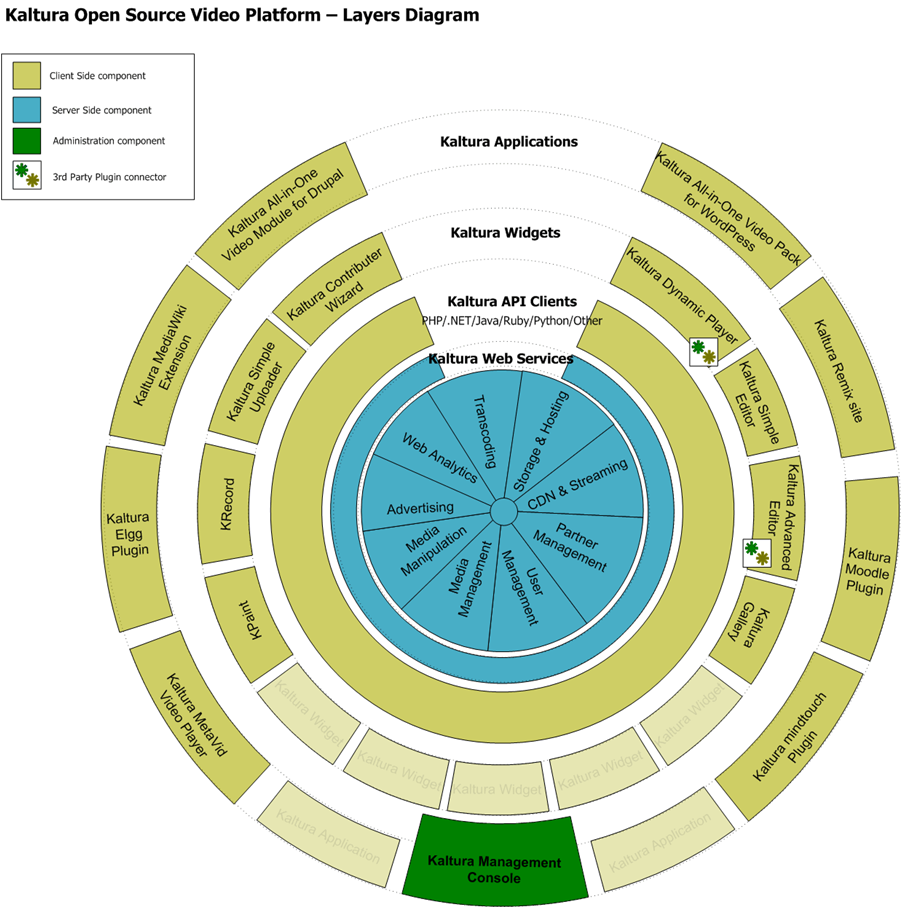 Kaltura Open Source Video Platform – Layers Diagram
Client Side component
Server Side component
Administration component
3rd Party Plugin connector
Kaltura Applications
Kaltura All-in-One
Video Module for Drupal
Kaltura All-in-One Video Pack
for WordPress
Kaltura MediaWiki
Extension
Kaltura Remix site
Kaltura
Elgg
Plugin
Kaltura
Moodle
Plugin
Kaltura MetaVid
Video Player
Kaltura mindtouch
Plugin
Kaltura Application
Kaltura Management
Console
Kaltura Application
Kaltura Widgets
Kaltura Contributer
Wizard
Kaltura Dynamic Player
Kaltura Simple
Uploader
Kaltura Simple
Editor
KRecord
Kaltura Advanced
Editor
KPaint
Kaltura
Gallery
Kaltura Widget
Kaltura Widget
Kaltura Widget
Kaltura Widget
Kaltura Widget
Kaltura API Clients
PHP/.NET/Java/Ruby/Python/Other
Kaltura Web Services
Transcoding
Storage & Hosting
Web Analytics
CDN & Streaming
Advertising
Partner
Management
Media
Manipulation
Media
Management
User
Management